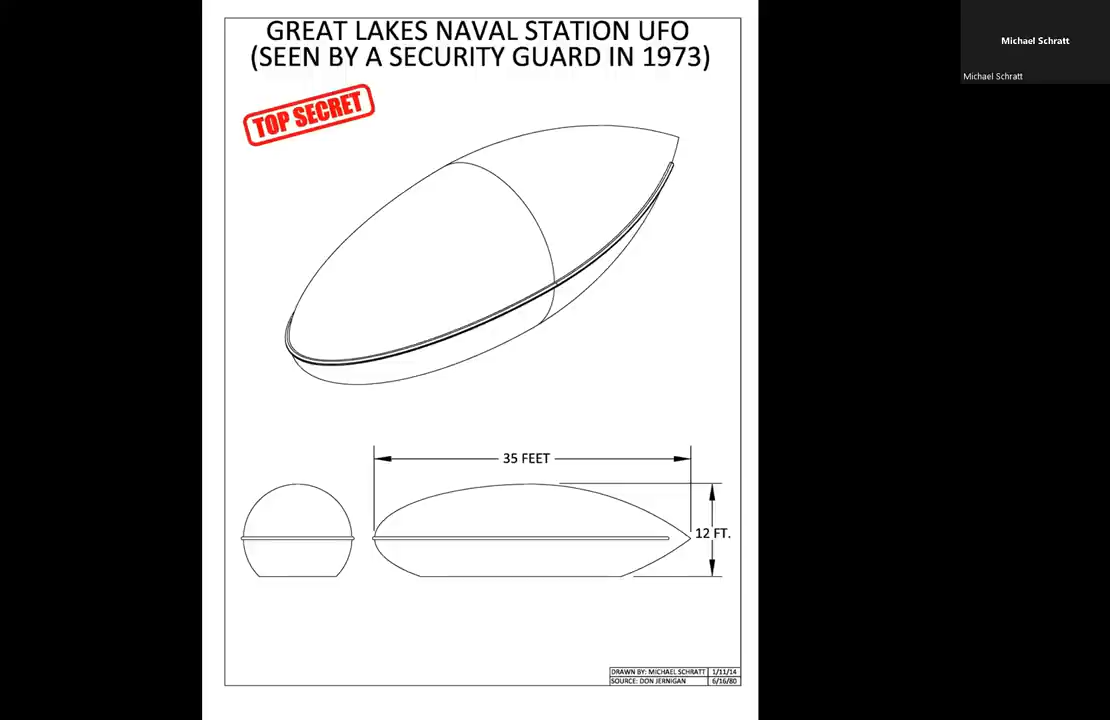 GREAT LAKES NAVAL STATION UFO
(SEEN BY A SECURITY GUARD IN 1973)
TOP SECRET
35 FEET
12 FT.
DRAWN BY: MICHAEL SCHRATT 1/11/14
SOURCE: DON JERNIGAN 6/16/80
Michael Schratt
Michael Schratt